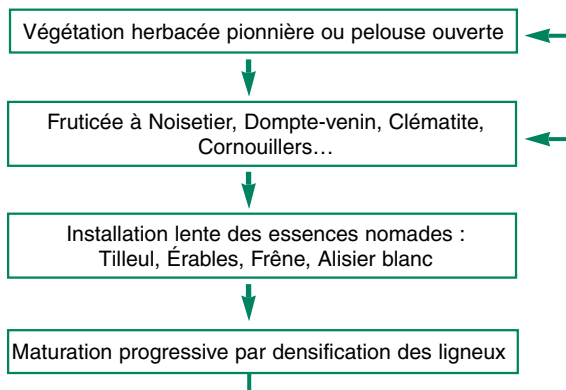 Végétation herbacée pionnière ou pelouse ouverte
Fruticée à Noisetier, Dompte-venin, Clématite,
Cornouillers…
Installation lente des essences nomades :
Tilleul, Érables, Frêne, Alisier blanc
Maturation progressive par densification des ligneux